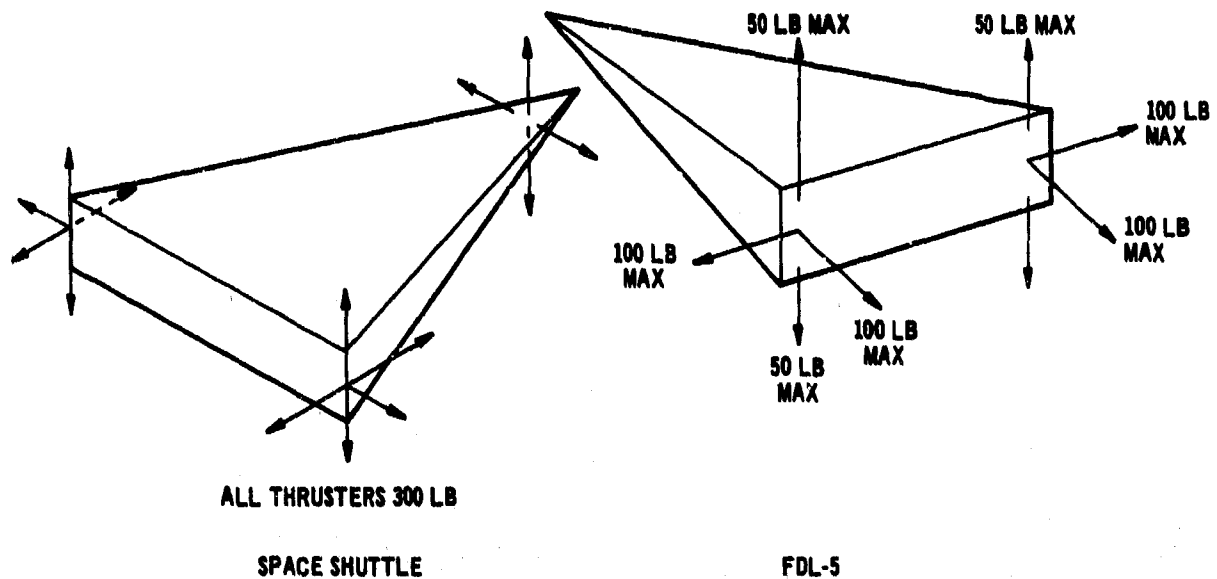 50 LB MAX
50 LB MAX
100 LB
MAX
100 LB
MAX
100 LB
MAX
100 LB
MAX
50 LB
MAX
ALL THRUSTERS 300 LB
SPACE SHUTTLE
FDL-5